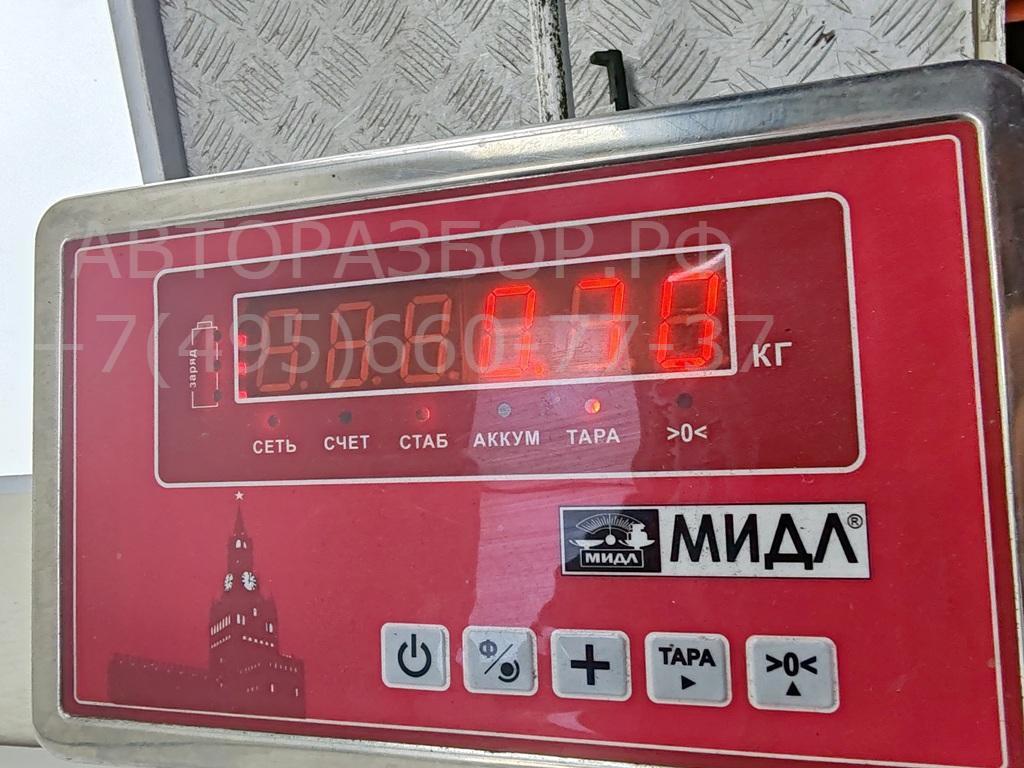 АВТОРАЗБОР.РФ
+7(495)660-77-37
заряд
0.70
КГ
СЕТЬ СЧЕТ СТАБ АККУМ ТАРА >0<
МИДЛ МИДЛ®
Ф ТАРА >0<